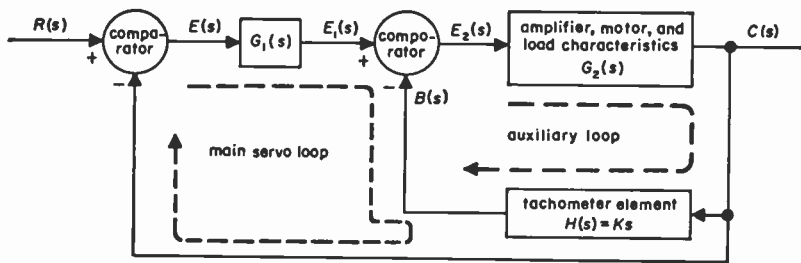 R(s)
+
compa-
rator
−
E(s)
G₁(s)
E₁(s)
+
compo-
rator
−
E₂(s)
B(s)
amplifier, motor, and
load characteristics
G₂(s)
C(s)
main servo loop
auxiliary loop
tachometer element
H(s) = Ks